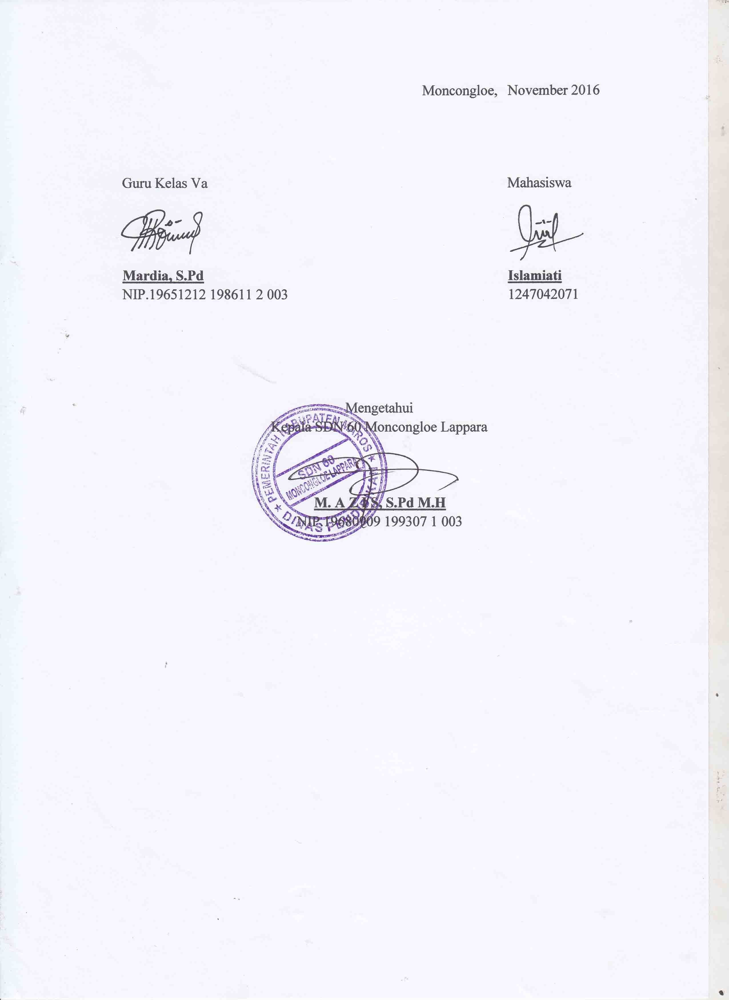 Moncongloe, November 2016
Guru Kelas Va
Mahasiswa
Mardia, S.Pd
Islamiati
NIP.19651212 198611 2 003
1247042071
Mengetahui
Kepala SDN 60 Moncongloe Lappara
PEMERINTAH KABUPATEN MAROS
SDN 60
MONCONGLOE LAPPARA
DINAS PENDIDIKAN
M. A Z I S, S.Pd M.H
NIP.19680909 199307 1 003